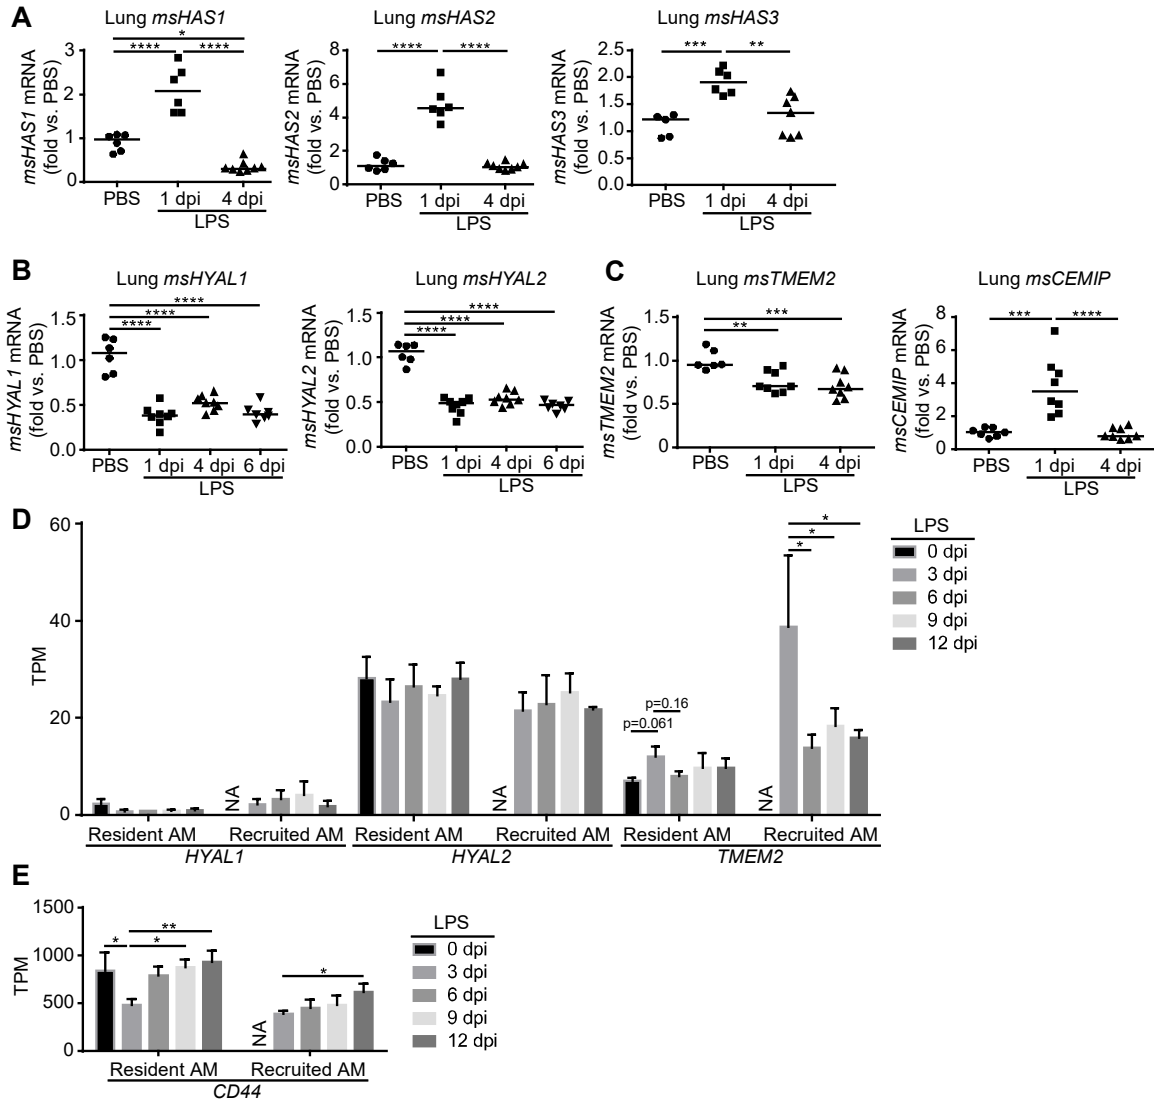 A
Lung msHAS1
msHAS1 mRNA
(fold vs. PBS)
3
2
1
0
*
****
****
PBS
1 dpi
4 dpi
LPS
Lung msHAS2
msHAS2 mRNA
(fold vs. PBS)
8
6
4
2
0
****
****
PBS
1 dpi
4 dpi
LPS
Lung msHAS3
msHAS3 mRNA
(fold vs. PBS)
2.5
2.0
1.5
1.0
0.5
0.0
***
**
PBS
1 dpi
4 dpi
LPS
B
Lung msHYAL1
msHYAL1 mRNA
(fold vs. PBS)
1.5
1.0
0.5
0.0
****
****
****
PBS
1 dpi
4 dpi
6 dpi
LPS
Lung msHYAL2
msHYAL2 mRNA
(fold vs. PBS)
1.5
1.0
0.5
0.0
****
****
****
PBS
1 dpi
4 dpi
6 dpi
LPS
C
Lung msTMEM2
msTMEM2 mRNA
(fold vs. PBS)
1.5
1.0
0.5
0
***
**
PBS
1 dpi
4 dpi
LPS
Lung msCEMIP
msCEMIP mRNA
(fold vs. PBS)
8
6
4
2
0
***
****
PBS
1 dpi
4 dpi
LPS
D
TPM
60
40
20
0
NA
NA
p=0.061
p=0.16
NA
*
*
*
Resident AM
Recruited AM
Resident AM
Recruited AM
Resident AM
Recruited AM
HYAL1
HYAL2
TMEM2
LPS
0 dpi
3 dpi
6 dpi
9 dpi
12 dpi
E
TPM
1500
1000
500
0
**
*
*
*
NA
Resident AM
Recruited AM
CD44
LPS
0 dpi
3 dpi
6 dpi
9 dpi
12 dpi